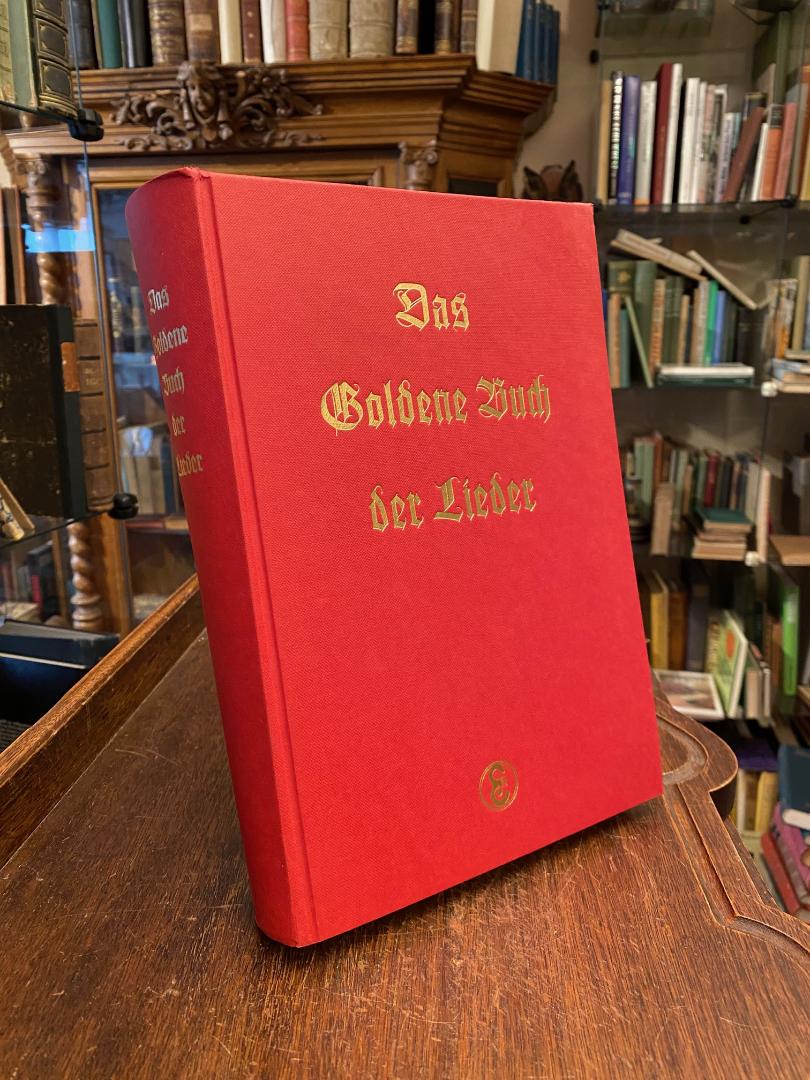 Das
Goldene Buch
der Lieder
Das
Goldene
Buch
der
Lieder